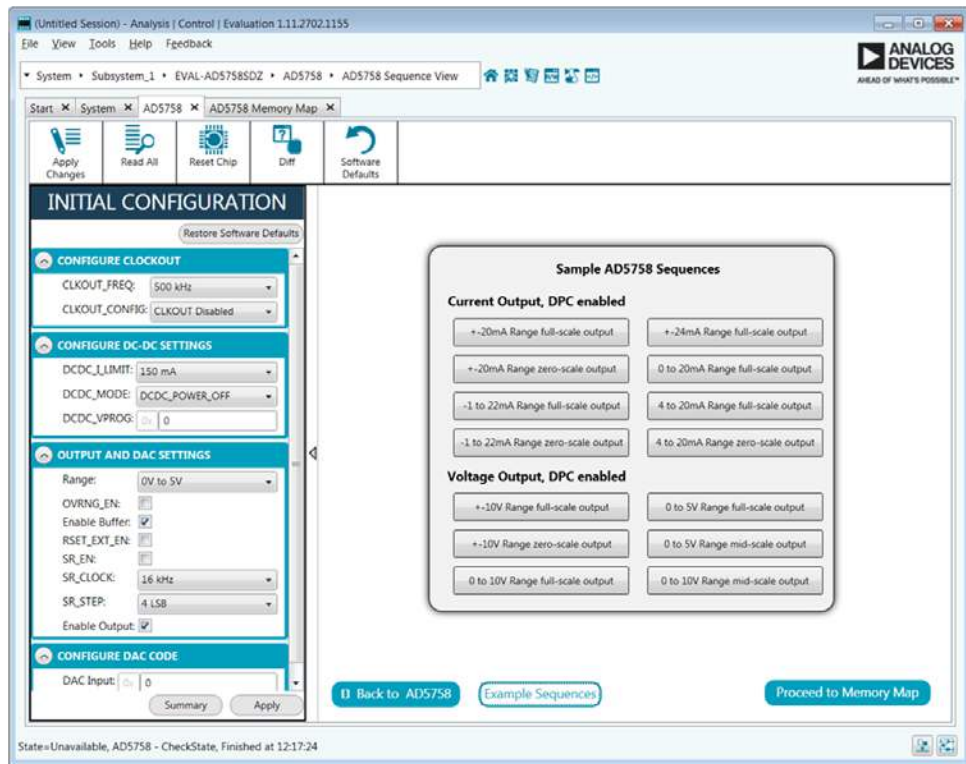 (Untitled Session) - Analysis | Control | Evaluation 1.11.2702.1155
File View Tools Help Feedback
ANALOG
DEVICES
AHEAD OF WHAT'S POSSIBLE™
System • Subsystem_1 • EVAL-AD5758SDZ • AD5758 • AD5758 Sequence View
Start System AD5758 AD5758 Memory Map
Apply Changes
Read All
Reset Chip
Diff
Software Defaults
INITIAL CONFIGURATION
Restore Software Defaults
CONFIGURE CLOCKOUT
CLKOUT_FREQ: 500 kHz
CLKOUT_CONFIG: CLKOUT Disabled
CONFIGURE DC-DC SETTINGS
DCDC_I_LIMIT: 150 mA
DCDC_MODE: DCDC_POWER_OFF
DCDC_VPROG: 0x 0
OUTPUT AND DAC SETTINGS
Range: 0V to 5V
OVRNG_EN:
Enable Buffer:
RSET_EXT_EN:
SR_EN:
SR_CLOCK: 16 kHz
SR_STEP: 4 LSB
Enable Output:
CONFIGURE DAC CODE
DAC Input: 0x 0
Summary Apply
Sample AD5758 Sequences
Current Output, DPC enabled
+-20mA Range full-scale output +-24mA Range full-scale output
+-20mA Range zero-scale output 0 to 20mA Range full-scale output
-1 to 22mA Range full-scale output 4 to 20mA Range full-scale output
-1 to 22mA Range zero-scale output 4 to 20mA Range zero-scale output
Voltage Output, DPC enabled
+-10V Range full-scale output 0 to 5V Range full-scale output
+-10V Range zero-scale output 0 to 5V Range mid-scale output
0 to 10V Range full-scale output 0 to 10V Range mid-scale output
Back to AD5758 Example Sequences Proceed to Memory Map
State=Unavailable, AD5758 - CheckState, Finished at 12:17:24